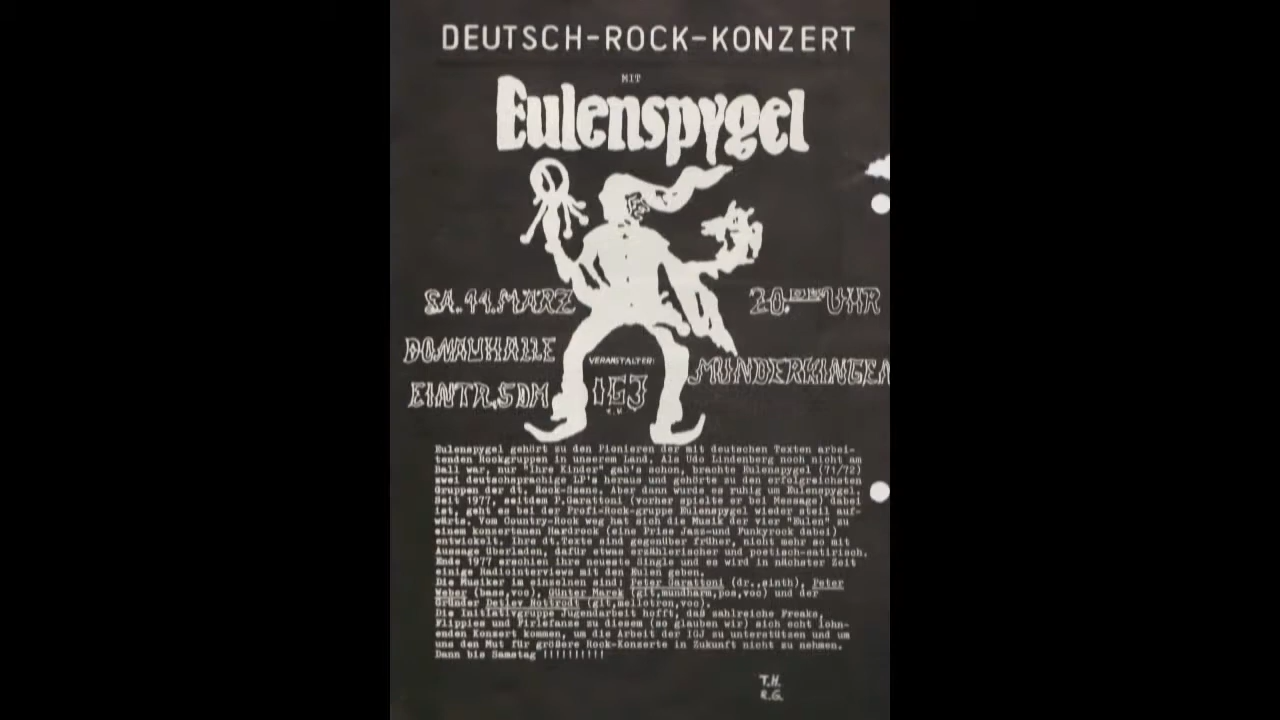 DEUTSCH-ROCK-KONZERT
MIT
Eulenspygel
SA. 11. MÄRZ
20.00 UHR
DONAUHALLE
MUNDERKINGEN
VERANSTALTER:
IGJ
EINTR. 5DM
Eulenspygel gehört zu den Pionieren der mit deutschen Texten arbei-
tenden Rockgruppen in unserem Land. Als Udo Lindenberg noch nicht am
Ball war, nur "Ihre Kinder" gab's schon, brachte Eulenspygel (71/72)
zwei deutschsprachige LP's heraus und gehörte zu den erfolgreichsten
Gruppen der dt. Rock-Szene. Aber dann wurde es ruhig um Eulenspygel.
Seit 1977, seitdem P.Garattoni (vorher spielte er bei Message) dabei
ist, geht es bei der Profi-Rock-gruppe Eulenspygel wieder steil auf-
wärts. Vom Country-Rock weg hat sich die Musik der vier "Eulen" zu
einem konzertanen Hardrock (eine Prise Jazz-und Funkyrock dabei)
entwickelt. Ihre dt.Texte sind gegenüber früher, nicht mehr so mit
Aussage überladen, dafür etwas erzählerischer und poetisch-satirisch.
Ende 1977 erschien ihre neueste Single und es wird in nächster Zeit
einige Radiointerviews mit den Eulen geben.
Die Musiker im einzelnen sind: Peter Garattoni (dr.,sinth), Peter
Weber (bass,voc), Günter Marek (git,mundharm,pos,voc) und der
Gründer Detlev Nottrodt (git,mellotron,voc).
Die Initiativgruppe Jugendarbeit hofft, daß zahlreiche Freaks,
Flippies und Firlefanze zu diesem (so glauben wir) sich echt lohn-
enden Konzert kommen, um die Arbeit der IGJ zu unterstützen und um
uns den Mut für größere Rock-Konzerte in Zukunft nicht zu nehmen.
Dann bis Samstag !!!!!!!!!!
T.H.
R.G.